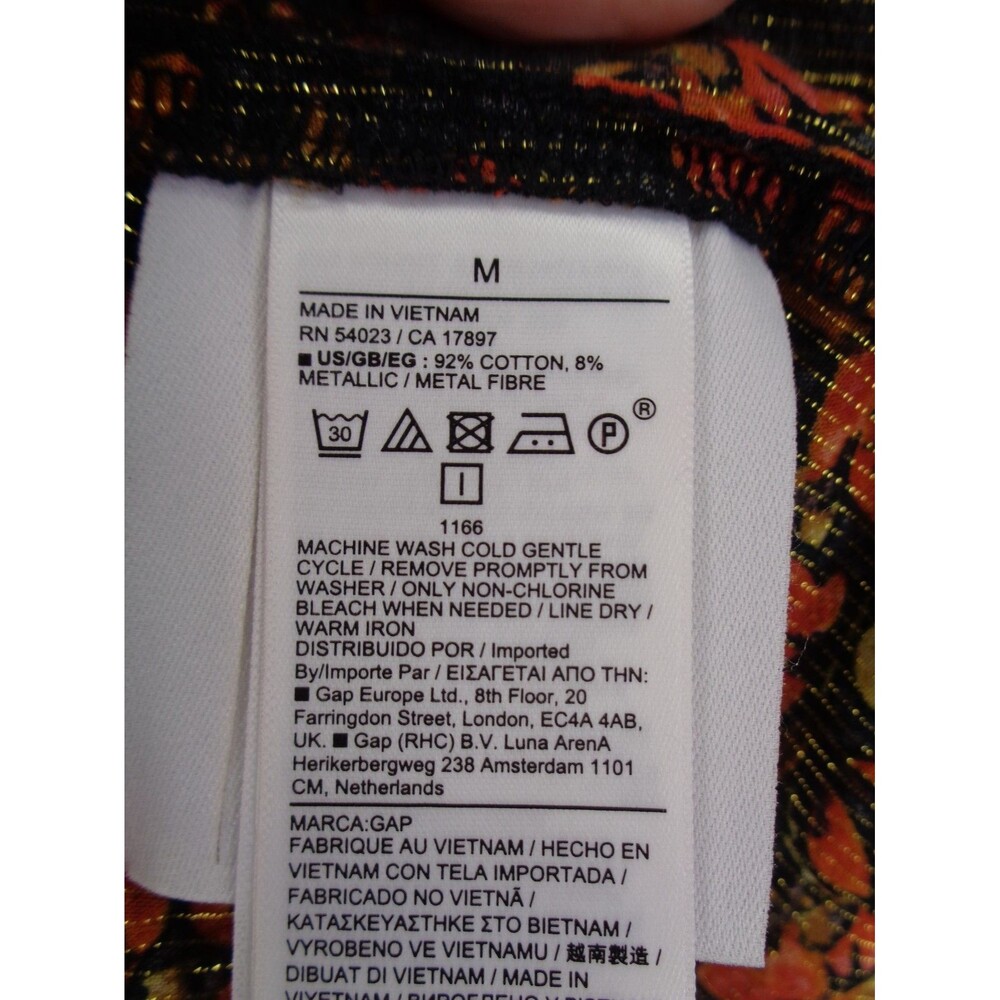 M
MADE IN VIETNAM
RN 54023 / CA 17897
■ US/GB/EG : 92% COTTON, 8%
METALLIC / METAL FIBRE
30
P ®
I
1166
MACHINE WASH COLD GENTLE
CYCLE / REMOVE PROMPTLY FROM
WASHER / ONLY NON-CHLORINE
BLEACH WHEN NEEDED / LINE DRY /
WARM IRON
DISTRIBUIDO POR / Imported
By/Importe Par / ΕΙΣΑΓΕΤΑΙ ΑΠΟ ΤΗΝ:
■ Gap Europe Ltd., 8th Floor, 20
Farringdon Street, London, EC4A 4AB,
UK. ■ Gap (RHC) B.V. Luna ArenA
Herikerbergweg 238 Amsterdam 1101
CM, Netherlands
MARCA:GAP
FABRIQUE AU VIETNAM / HECHO EN
VIETNAM CON TELA IMPORTADA /
FABRICADO NO VIETNÃ /
ΚΑΤΑΣΚΕΥΑΣΤΗΚΕ ΣΤΟ ΒΙΕΤΝΑΜ /
VYROBENO VE VIETNAMU / 越南製造 /
DIBUAT DI VIETNAM / MADE IN